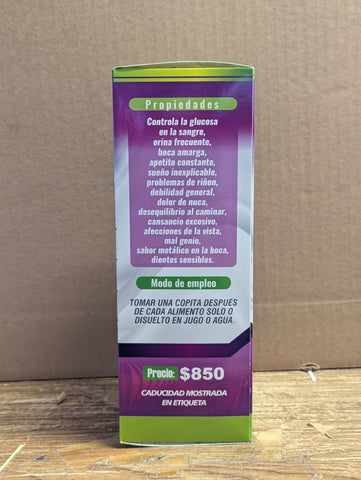 Propiedades
Controla la glucosa
en la sangre,
orina frecuente,
boca amarga,
apetito constante,
sueño inexplicable,
problemas de riñon,
debilidad general,
dolor de nuca,
desequilibrio al caminar,
cansancio excesivo,
afecciones de la vista,
mal genio,
sabor metálico en la boca,
dientes sensibles.
Modo de empleo
TOMAR UNA COPITA DESPUES
DE CADA ALIMENTO SOLO O
DISUELTO EN JUGO O AGUA.
Precio: $850
CADUCIDAD MOSTRADA
EN ETIQUETA